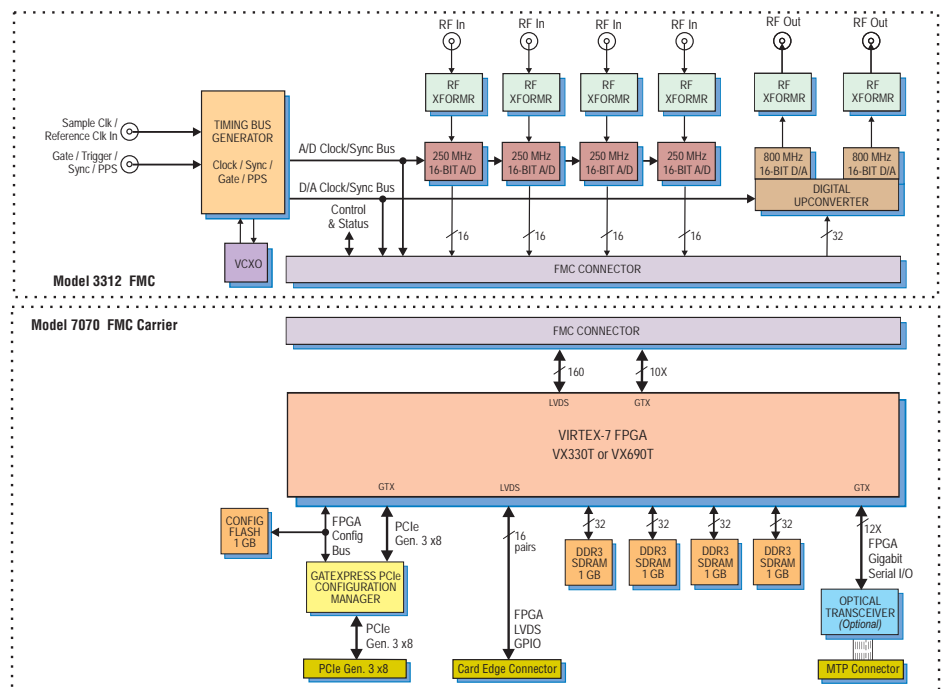 RF In
RF In
RF In
RF In
RF Out
RF Out
RF
XFORMR
RF
XFORMR
RF
XFORMR
RF
XFORMR
RF
XFORMR
RF
XFORMR
Sample Clk /
Reference Clk In
Gate / Trigger /
Sync / PPS
TIMING BUS
GENERATOR
Clock / Sync /
Gate / PPS
A/D Clock/Sync Bus
D/A Clock/Sync Bus
250 MHz
16-BIT A/D
250 MHz
16-BIT A/D
250 MHz
16-BIT A/D
250 MHz
16-BIT A/D
800 MHz
16-BIT D/A
800 MHz
16-BIT D/A
DIGITAL
UPCONVERTER
Control
& Status
16
16
16
16
32
VCXO
FMC CONNECTOR
Model 3312 FMC
Model 7070 FMC Carrier
FMC CONNECTOR
160
10X
LVDS
GTX
VIRTEX-7 FPGA
VX330T or VX690T
GTX
LVDS
GTX
CONFIG
FLASH
1 GB
FPGA
Config
Bus
PCIe
Gen. 3 x8
16
pairs
32
32
32
32
12X
FPGA
Gigabit
Serial I/O
DDR3
SDRAM
1 GB
DDR3
SDRAM
1 GB
DDR3
SDRAM
1 GB
DDR3
SDRAM
1 GB
GATEXPRESS PCIe
CONFIGURATION
MANAGER
OPTICAL
TRANSCEIVER
(Optional)
PCIe
Gen. 3 x8
FPGA
LVDS
GPIO
PCIe Gen. 3 x8
Card Edge Connector
MTP Connector